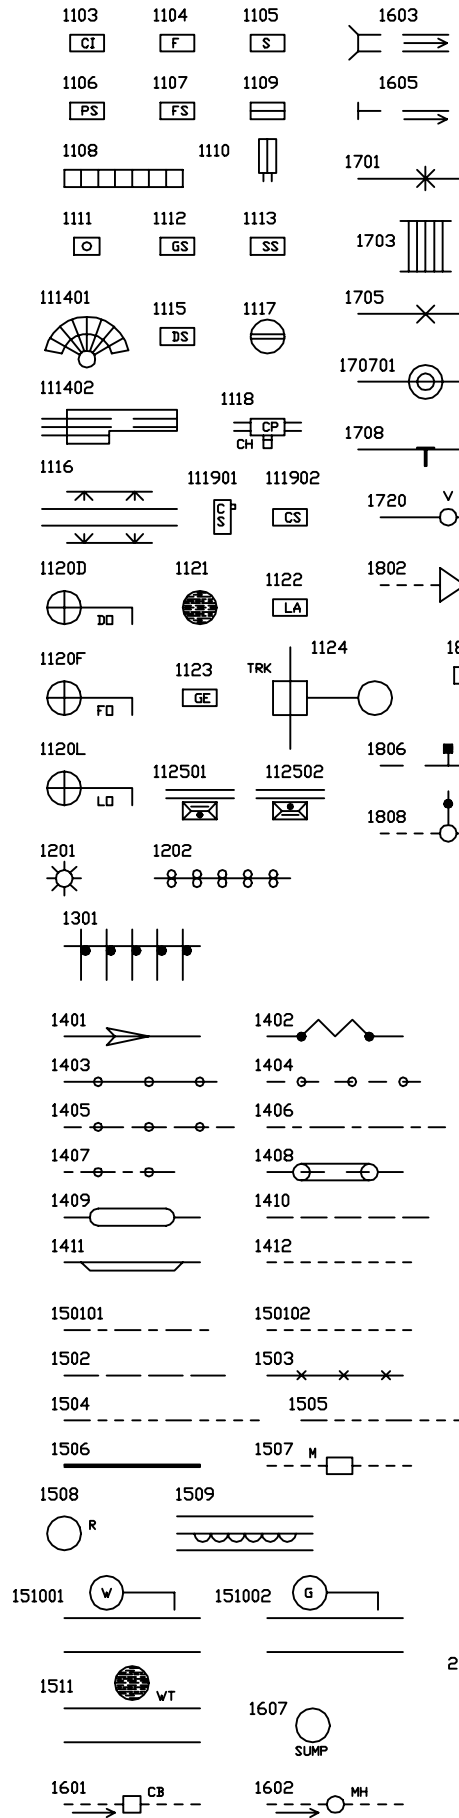 1103 1104 1105 1603
CI F S
1106 1107 1109 1605
PS FS
1108 1110 1701
1111 1112 1113 1703
GS SS
111401 1115 1117 1705
DS
111402 1118 170701
CP
CH 1708
1116 111901 111902 1720
V
CS CS
1120D 1121 1122 1802
DO LA
1120F 1123 TRK 1124 18
FO GE
1120L 112501 112502 1806
LO 1808
1201 1202
1301
1401 1402
1403 1404
1405 1406
1407 1408
1409 1410
1411 1412
150101 150102
1502 1503
1504 1505
1506 1507 M
1508 1509
R
151001 W 151002 G
2
1511 WT 1607
SUMP
1601 CB 1602 MH